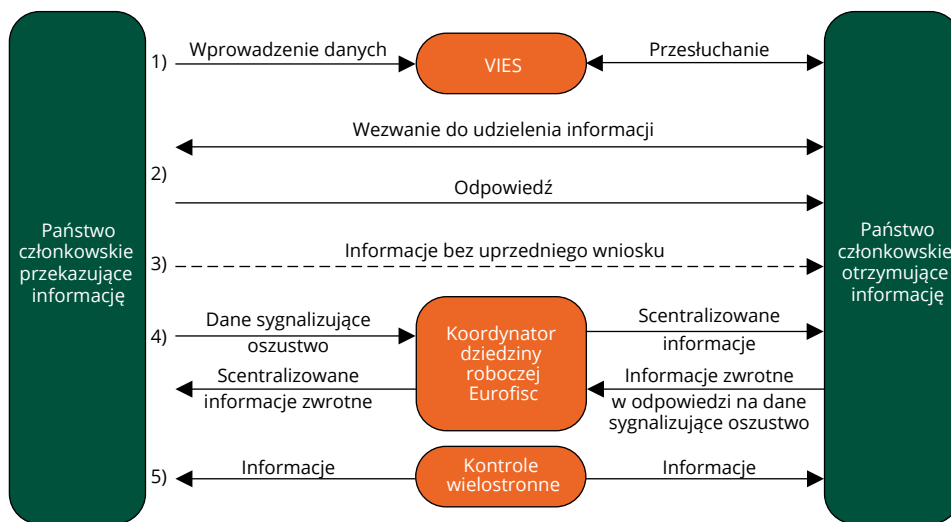 Państwo
członkowskie
przekazujące
informację
1)
Wprowadzenie danych
VIES
Przesłuchanie
Wezwanie do udzielenia informacji
2)
Odpowiedź
3)
Informacje bez uprzedniego wniosku
4)
Dane sygnalizujące
oszustwo
Scentralizowane
informacje zwrotne
Koordynator
dziedziny
roboczej
Eurofisc
Scentralizowane
informacje
Informacje zwrotne
w odpowiedzi na dane
sygnalizujące oszustwo
5)
Informacje
Kontrole
wielostronne
Informacje
Państwo
członkowskie
otrzymujące
informację